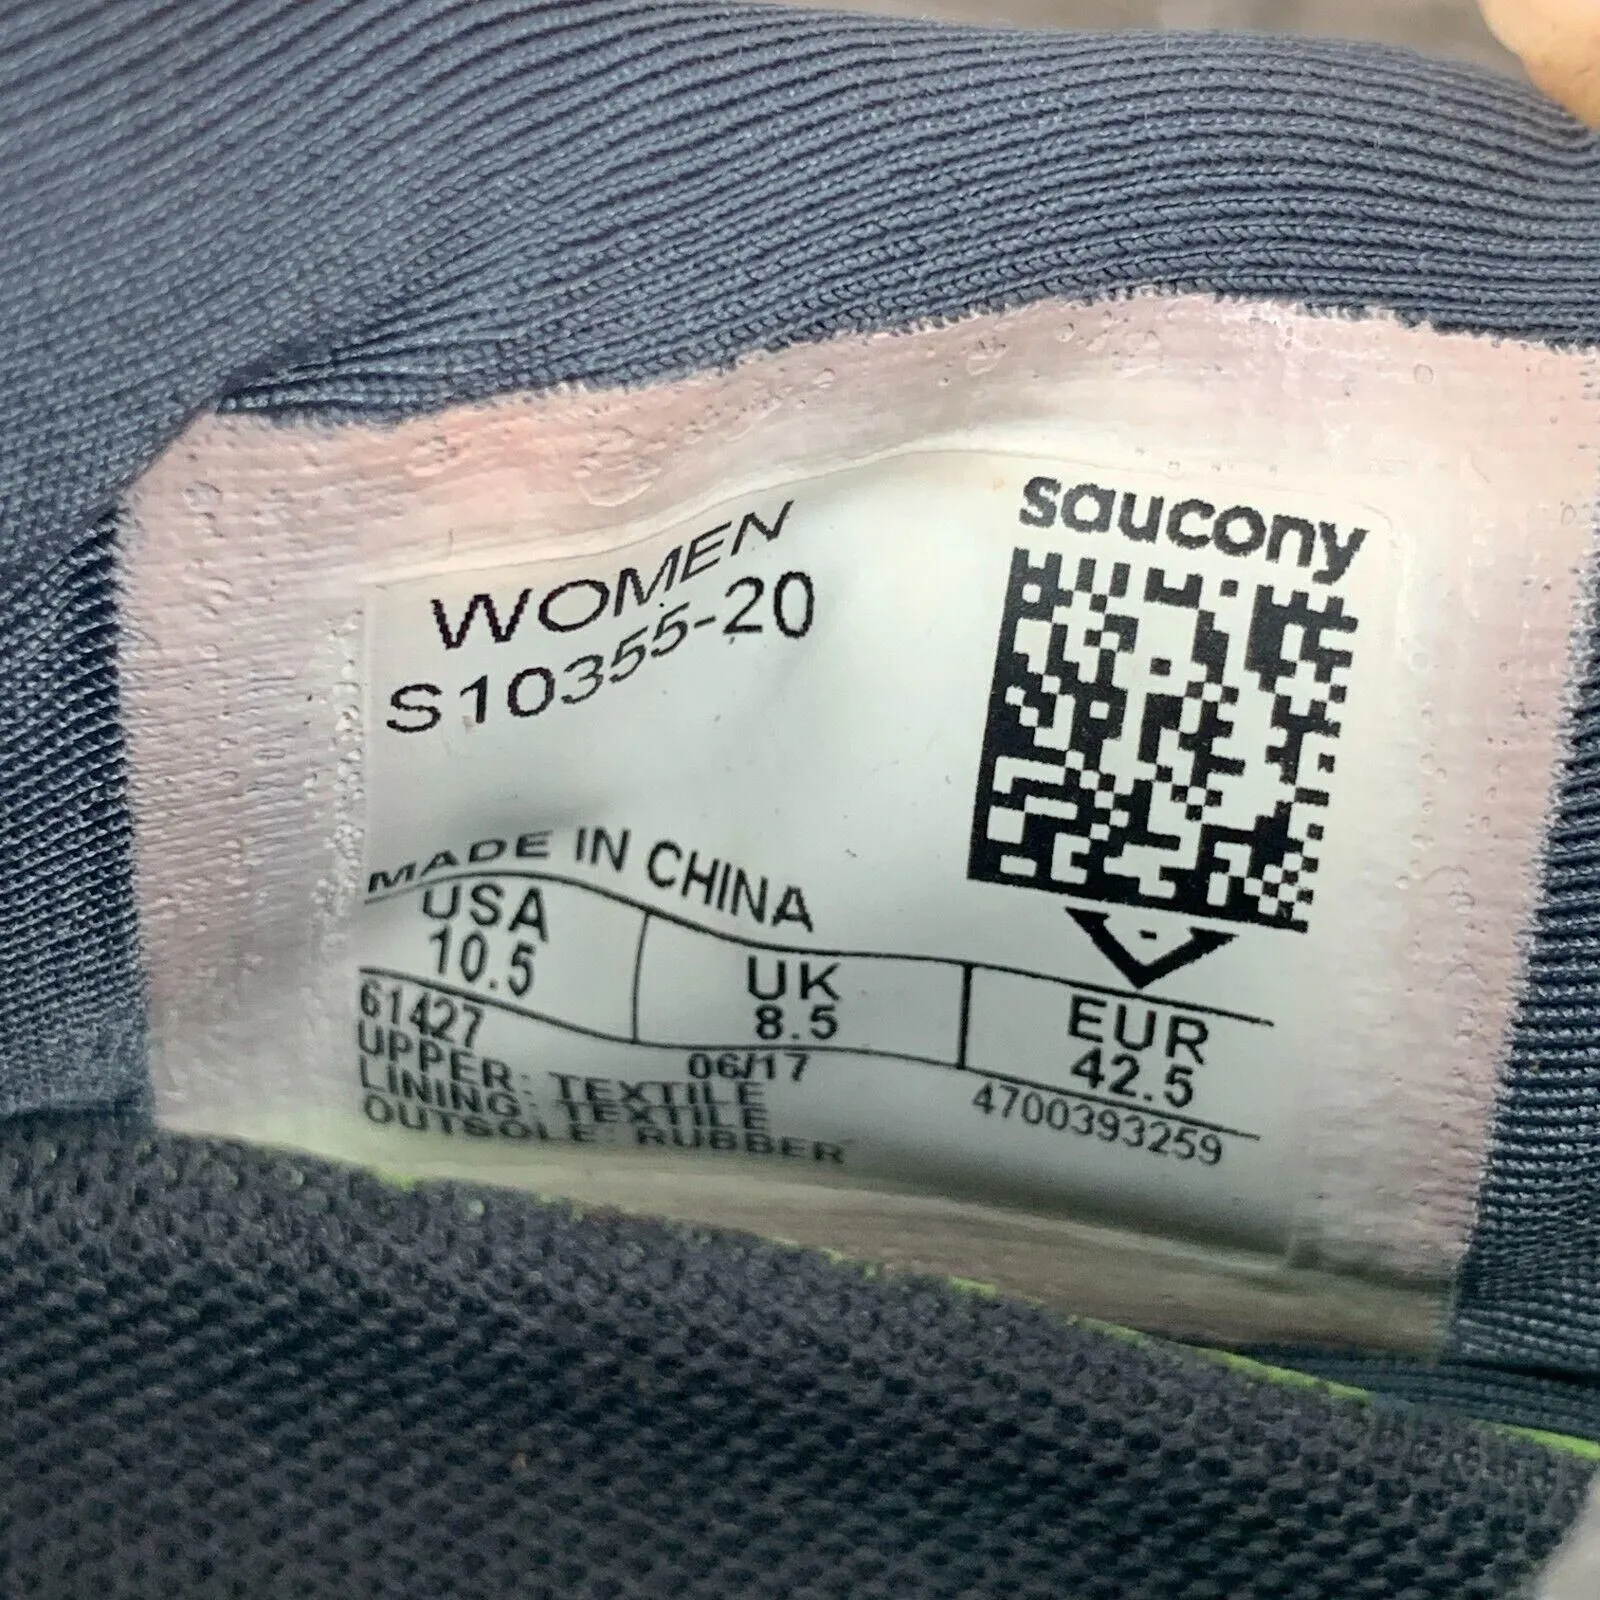 saucony
WOMEN
S10355-20
MADE IN CHINA
USA UK EUR
10.5 8.5 42.5
61427 06/17 4700393259
UPPER: TEXTILE
LINING: TEXTILE
OUTSOLE: RUBBER